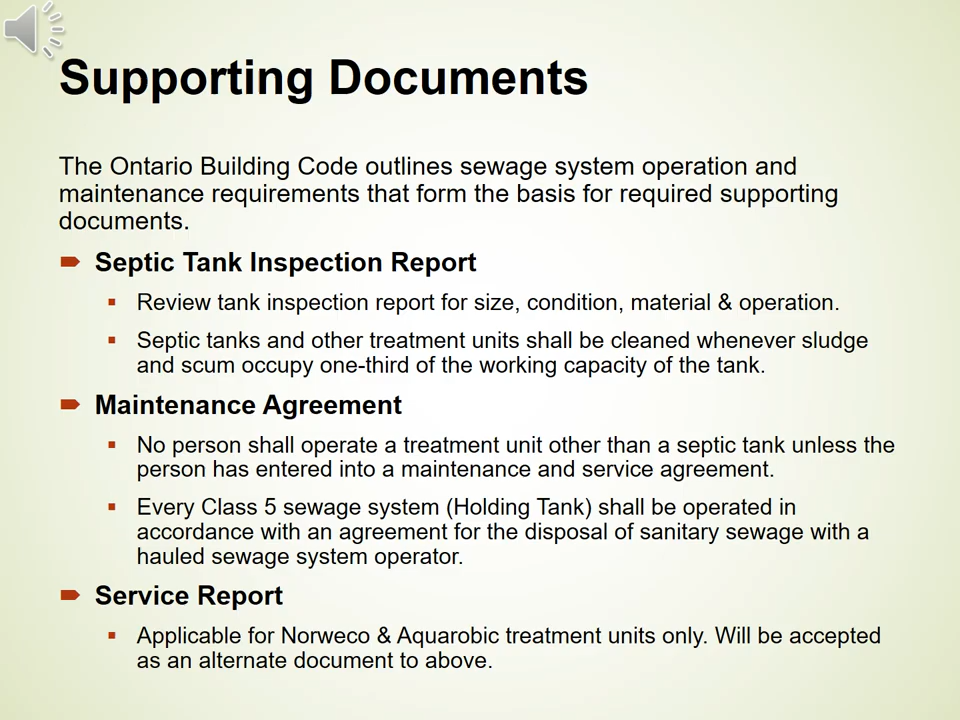 Supporting Documents
The Ontario Building Code outlines sewage system operation and
maintenance requirements that form the basis for required supporting
documents.
Septic Tank Inspection Report
Review tank inspection report for size, condition, material & operation.
Septic tanks and other treatment units shall be cleaned whenever sludge
and scum occupy one-third of the working capacity of the tank.
Maintenance Agreement
No person shall operate a treatment unit other than a septic tank unless the
person has entered into a maintenance and service agreement.
Every Class 5 sewage system (Holding Tank) shall be operated in
accordance with an agreement for the disposal of sanitary sewage with a
hauled sewage system operator.
Service Report
Applicable for Norweco & Aquarobic treatment units only. Will be accepted
as an alternate document to above.